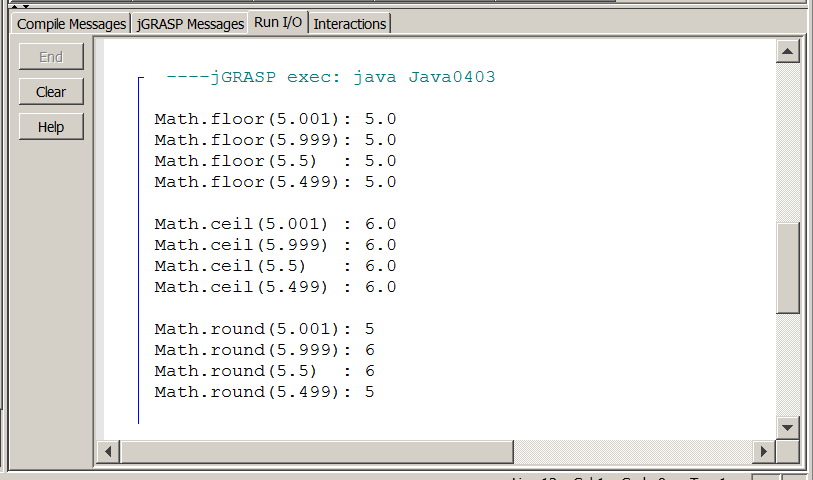 Compile Messages jGRASP Messages Run I/O Interactions
End
Clear
Help
----jGRASP exec: java Java0403
Math.floor(5.001): 5.0
Math.floor(5.999): 5.0
Math.floor(5.5)  : 5.0
Math.floor(5.499): 5.0
Math.ceil(5.001) : 6.0
Math.ceil(5.999) : 6.0
Math.ceil(5.5)   : 6.0
Math.ceil(5.499) : 6.0
Math.round(5.001): 5
Math.round(5.999): 6
Math.round(5.5)  : 6
Math.round(5.499): 5